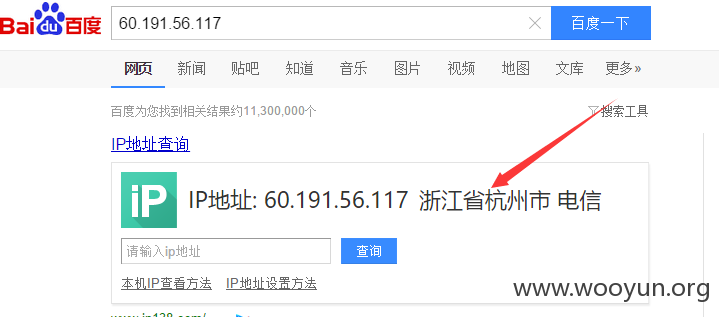 Bai du 百度 60.191.56.117 百度一下
网页 新闻 贴吧 知道 音乐 图片 视频 地图 文库 更多»
百度为您找到相关结果约11,300,000个 搜索工具
IP地址查询
iP IP地址: 60.191.56.117 浙江省杭州市 电信
请输入ip地址 查询
本机IP查看方法 IP地址设置方法
www.wooyun.org
www.ip138.com/